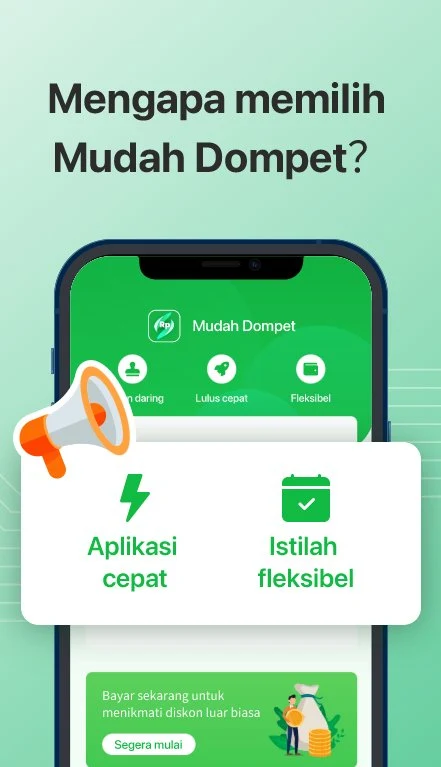 Mengapa memilih
Mudah Dompet？
Rp
Mudah Dompet
daring
Lulus cepat
Fleksibel
Aplikasi
cepat
Istilah
fleksibel
Bayar sekarang untuk
menikmati diskon luar biasa
Segera mulai